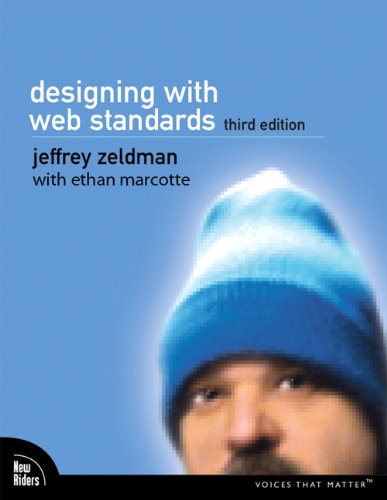 designing with
web standards third edition
jeffrey zeldman
with ethan marcotte
New
Riders
VOICES THAT MATTER™